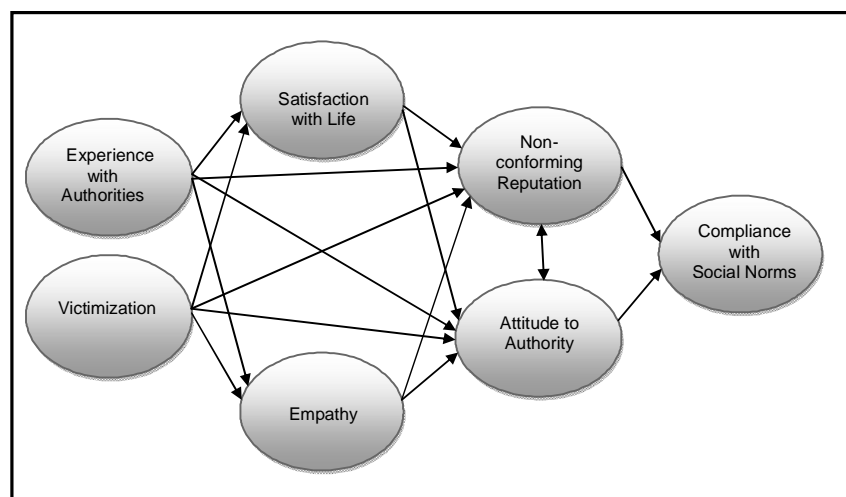 Satisfaction
with Life
Experience
with
Authorities
Non-
conforming
Reputation
Compliance
with
Social Norms
Victimization
Attitude to
Authority
Empathy